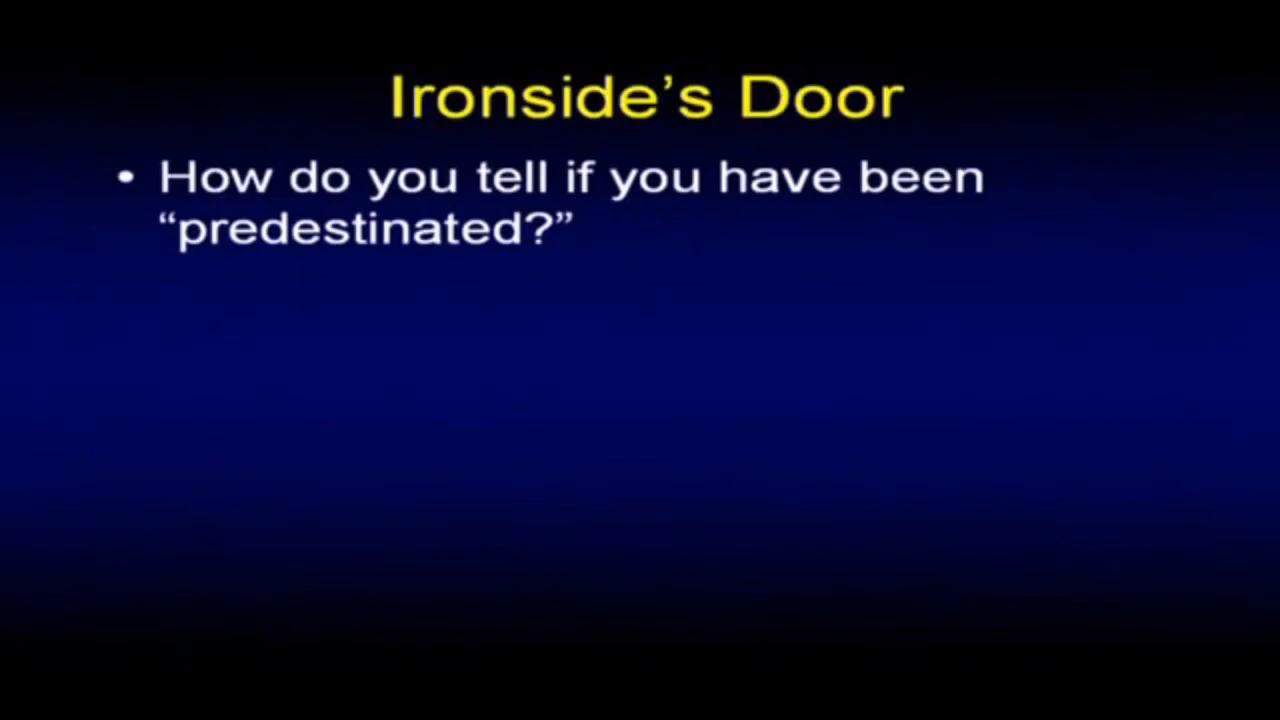 Ironside’s Door
• How do you tell if you have been
“predestinated?”